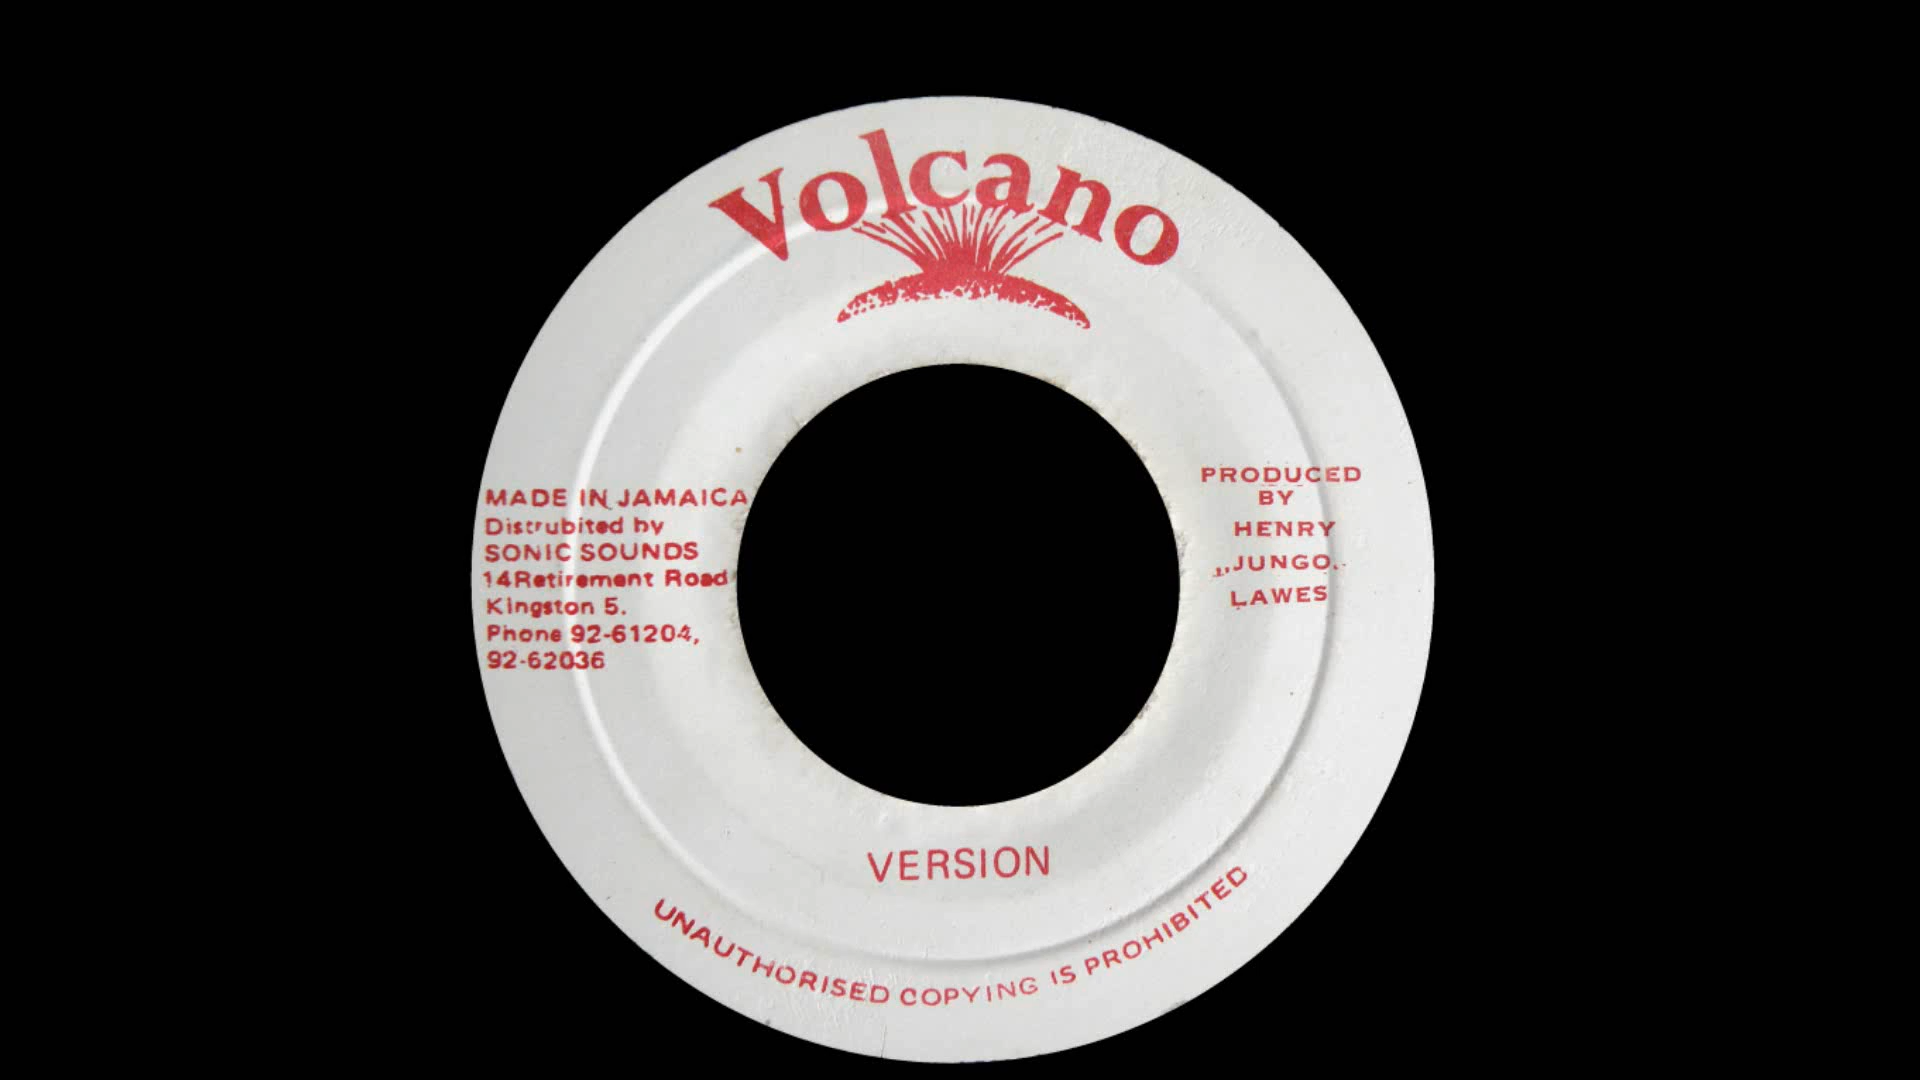 Volcano
MADE IN JAMAICA
Distrubited by
SONIC SOUNDS
14Retirement Road
Kingston 5.
Phone 92-61204,
92-62036
PRODUCED
BY
HENRY
,,JUNGO,,
LAWES
VERSION
UNAUTHORISED COPYING IS PROHIBITED